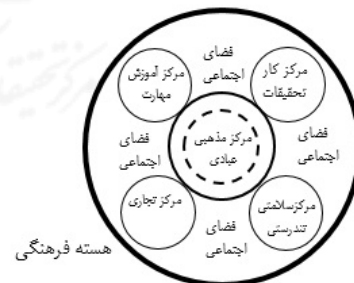 فضای
اجتماعی
مرکز کار
تحقیقات
مرکز آموزش
مهارت
فضای
اجتماعی
مرکز مذهبی
عبادی
فضای
اجتماعی
مرکزسلامتی
تندرستی
فضای
اجتماعی
مرکز تجاری
هسته فرهنگی